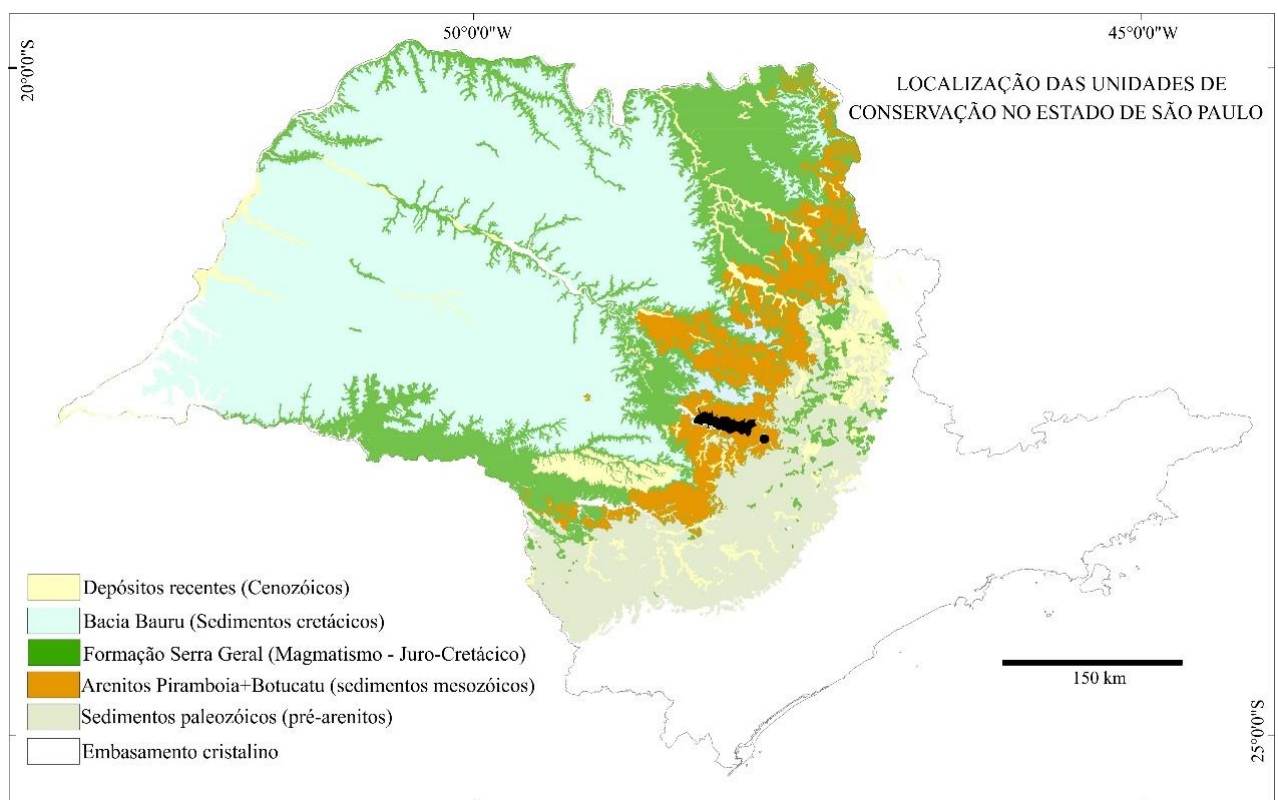 50°0'0"W
45°0'0"W
20°0'0"S
LOCALIZAÇÃO DAS UNIDADES DE
CONSERVAÇÃO NO ESTADO DE SÃO PAULO
Depósitos recentes (Cenozóicos)
Bacia Bauru (Sedimentos cretácicos)
Formação Serra Geral (Magmatismo - Juro-Cretácico)
Arenitos Piramboia+Botucatu (sedimentos mesozóicos)
Sedimentos paleozóicos (pré-arenitos)
Embasamento cristalino
150 km
25°0'0"S